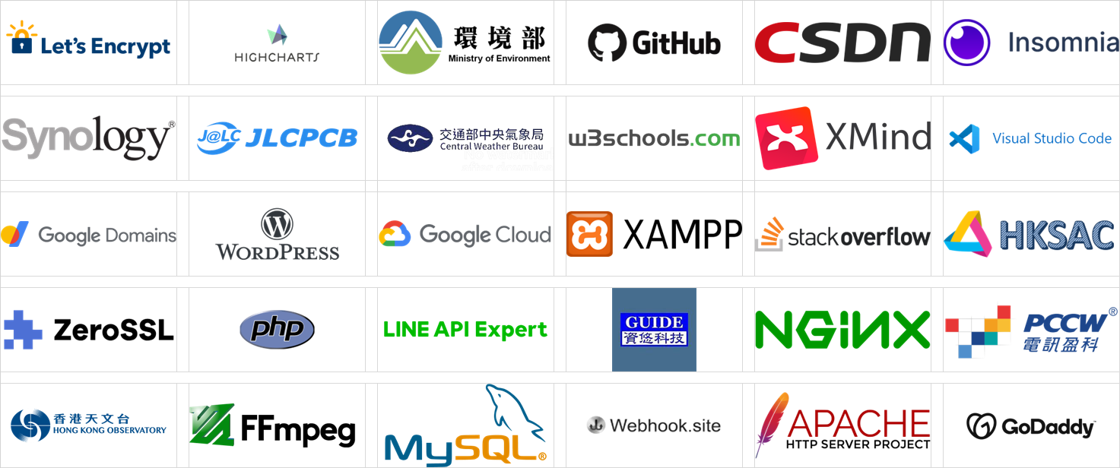 Let's Encrypt
HIGHCHARTS
環境部
Ministry of Environment
GitHub
CSDN
Insomnia
Synology®
J@LC JLCPCB
交通部中央氣象局
Central Weather Bureau
w3schools.com
XMind
Visual Studio Code
Google Domains
WORDPRESS
Google Cloud
XAMPP
stackoverflow
HKSAC
ZeroSSL
php
LINE API Expert
GUIDE
資悠科技
NGiNX
PCCW®
電訊盈科
香港天文台
HONG KONG OBSERVATORY
FFmpeg
MySQL®
Webhook.site
APACHE
HTTP SERVER PROJECT
GoDaddy